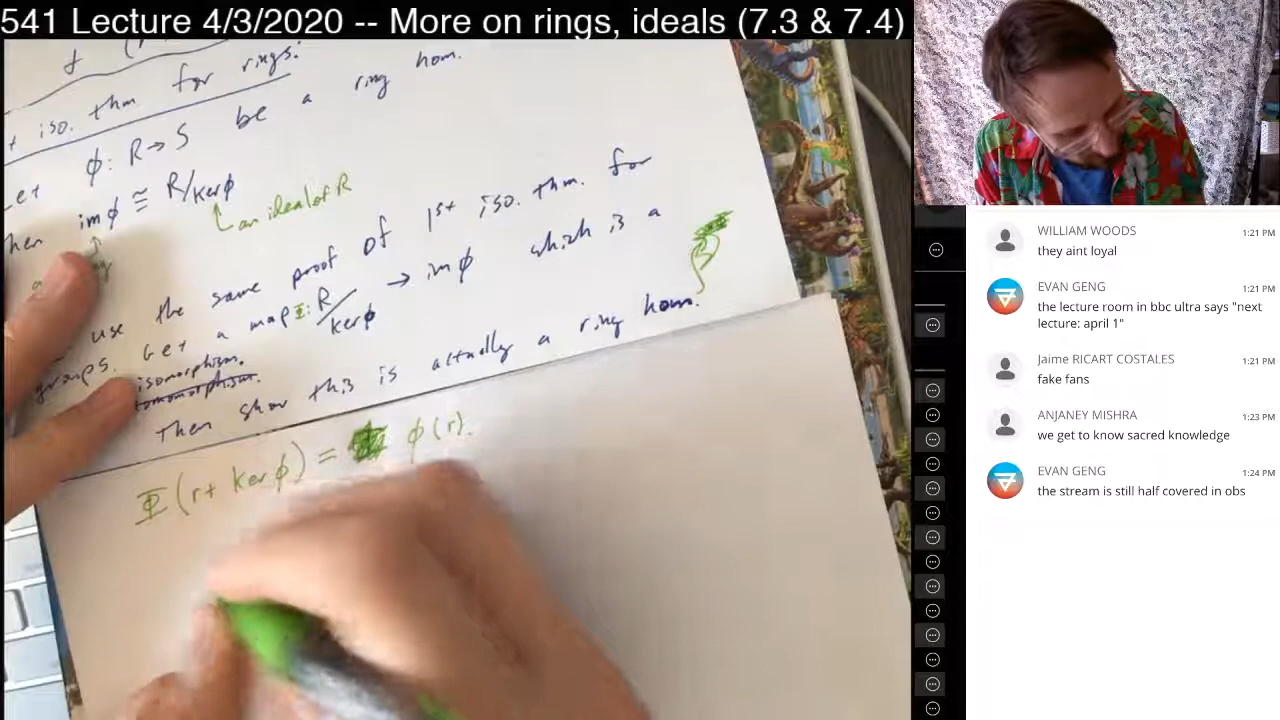 541 Lecture 4/3/2020 -- More on rings, ideals (7.3 & 7.4)
iso. thm for rings:
ϕ: R→S be a ring hom.
im ϕ ≅ R/ker ϕ
an ideal of R
use the same proof of 1st iso. thm. for
groups. Get a map Φ: R/ker ϕ → im ϕ which is a
isomorphism.
Then show this is actually a ring hom.
Φ(r+ ker ϕ) = ϕ(r).
WILLIAM WOODS 1:21 PM
they aint loyal
EVAN GENG 1:21 PM
the lecture room in bbc ultra says "next
lecture: april 1"
Jaime RICART COSTALES 1:21 PM
fake fans
ANJANEY MISHRA 1:23 PM
we get to know sacred knowledge
EVAN GENG 1:24 PM
the stream is still half covered in obs